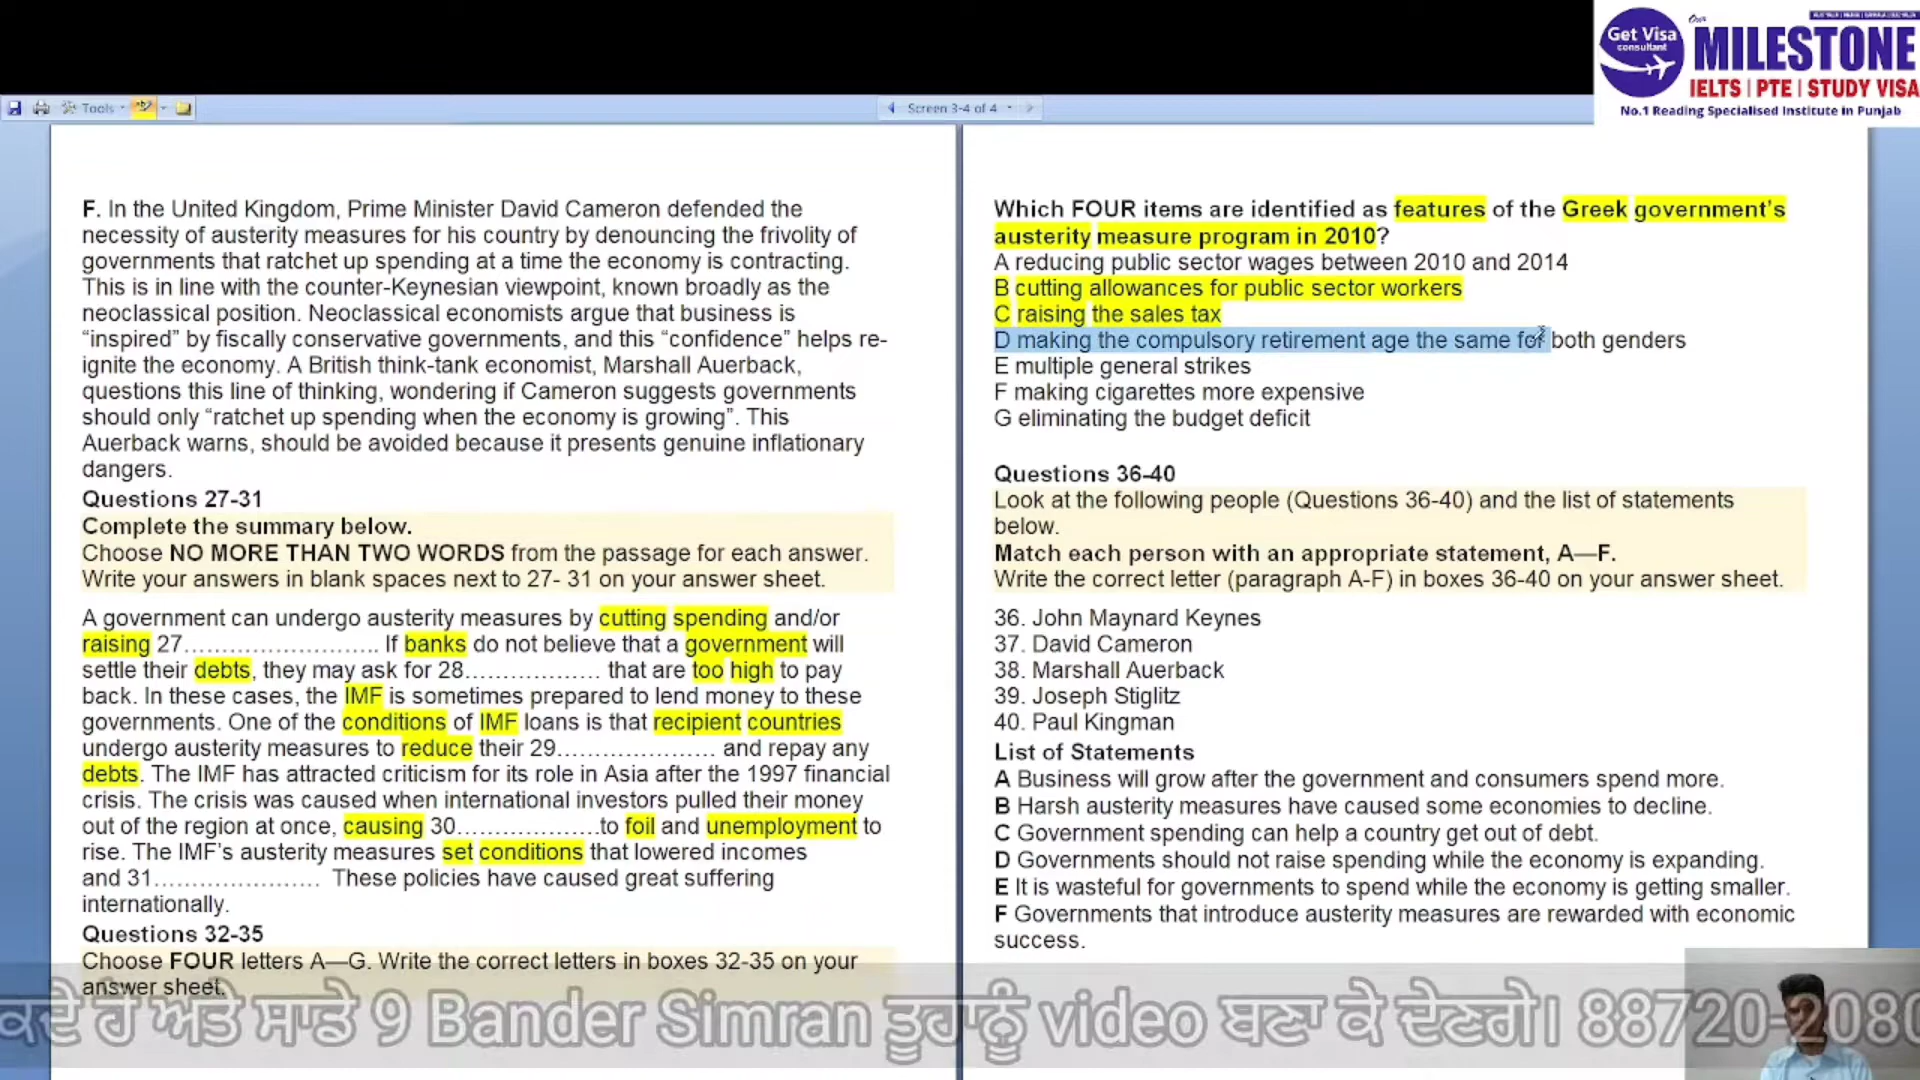 Get Visa
consultant
Our
MILESTONE
IELTS | PTE | STUDY VISA
No.1 Reading Specialised Institute in Punjab
Tools
Screen 3-4 of 4
F. In the United Kingdom, Prime Minister David Cameron defended the
necessity of austerity measures for his country by denouncing the frivolity of
governments that ratchet up spending at a time the economy is contracting.
This is in line with the counter-Keynesian viewpoint, known broadly as the
neoclassical position. Neoclassical economists argue that business is
“inspired” by fiscally conservative governments, and this “confidence” helps re-
ignite the economy. A British think-tank economist, Marshall Auerback,
questions this line of thinking, wondering if Cameron suggests governments
should only “ratchet up spending when the economy is growing”. This
Auerback warns, should be avoided because it presents genuine inflationary
dangers.
Questions 27-31
Complete the summary below.
Choose NO MORE THAN TWO WORDS from the passage for each answer.
Write your answers in blank spaces next to 27- 31 on your answer sheet.
A government can undergo austerity measures by cutting spending and/or
raising 27………………………. If banks do not believe that a government will
settle their debts, they may ask for 28……………… that are too high to pay
back. In these cases, the IMF is sometimes prepared to lend money to these
governments. One of the conditions of IMF loans is that recipient countries
undergo austerity measures to reduce their 29………………… and repay any
debts. The IMF has attracted criticism for its role in Asia after the 1997 financial
crisis. The crisis was caused when international investors pulled their money
out of the region at once, causing 30……………….to foil and unemployment to
rise. The IMF’s austerity measures set conditions that lowered incomes
and 31………………….  These policies have caused great suffering
internationally.
Questions 32-35
Choose FOUR letters A—G. Write the correct letters in boxes 32-35 on your
answer sheet.
Which FOUR items are identified as features of the Greek government’s
austerity measure program in 2010?
A reducing public sector wages between 2010 and 2014
B cutting allowances for public sector workers
C raising the sales tax
D making the compulsory retirement age the same for both genders
E multiple general strikes
F making cigarettes more expensive
G eliminating the budget deficit
Questions 36-40
Look at the following people (Questions 36-40) and the list of statements
below.
Match each person with an appropriate statement, A—F.
Write the correct letter (paragraph A-F) in boxes 36-40 on your answer sheet.
36. John Maynard Keynes
37. David Cameron
38. Marshall Auerback
39. Joseph Stiglitz
40. Paul Kingman
List of Statements
A Business will grow after the government and consumers spend more.
B Harsh austerity measures have caused some economies to decline.
C Government spending can help a country get out of debt.
D Governments should not raise spending while the economy is expanding.
E It is wasteful for governments to spend while the economy is getting smaller.
F Governments that introduce austerity measures are rewarded with economic
success.
ਕਦੇ ਹੋ ਅਤੇ ਸਾਡੇ 9 Bander Simran ਤੁਹਾਨੂੰ video ਬਣਾ ਕੇ ਦੇਣਗੇ। 88720-2080